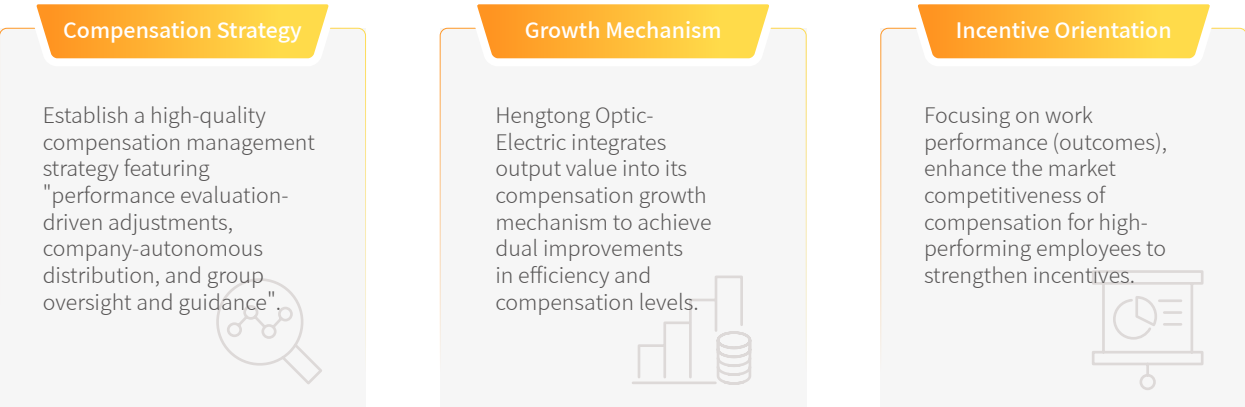 Compensation Strategy
Establish a high-quality
compensation management
strategy featuring
"performance evaluation-
driven adjustments,
company-autonomous
distribution, and group
oversight and guidance".
Growth Mechanism
Hengtong Optic-
Electric integrates
output value into its
compensation growth
mechanism to achieve
dual improvements
in efficiency and
compensation levels.
Incentive Orientation
Focusing on work
performance (outcomes),
enhance the market
competitiveness of
compensation for high-
performing employees to
strengthen incentives.